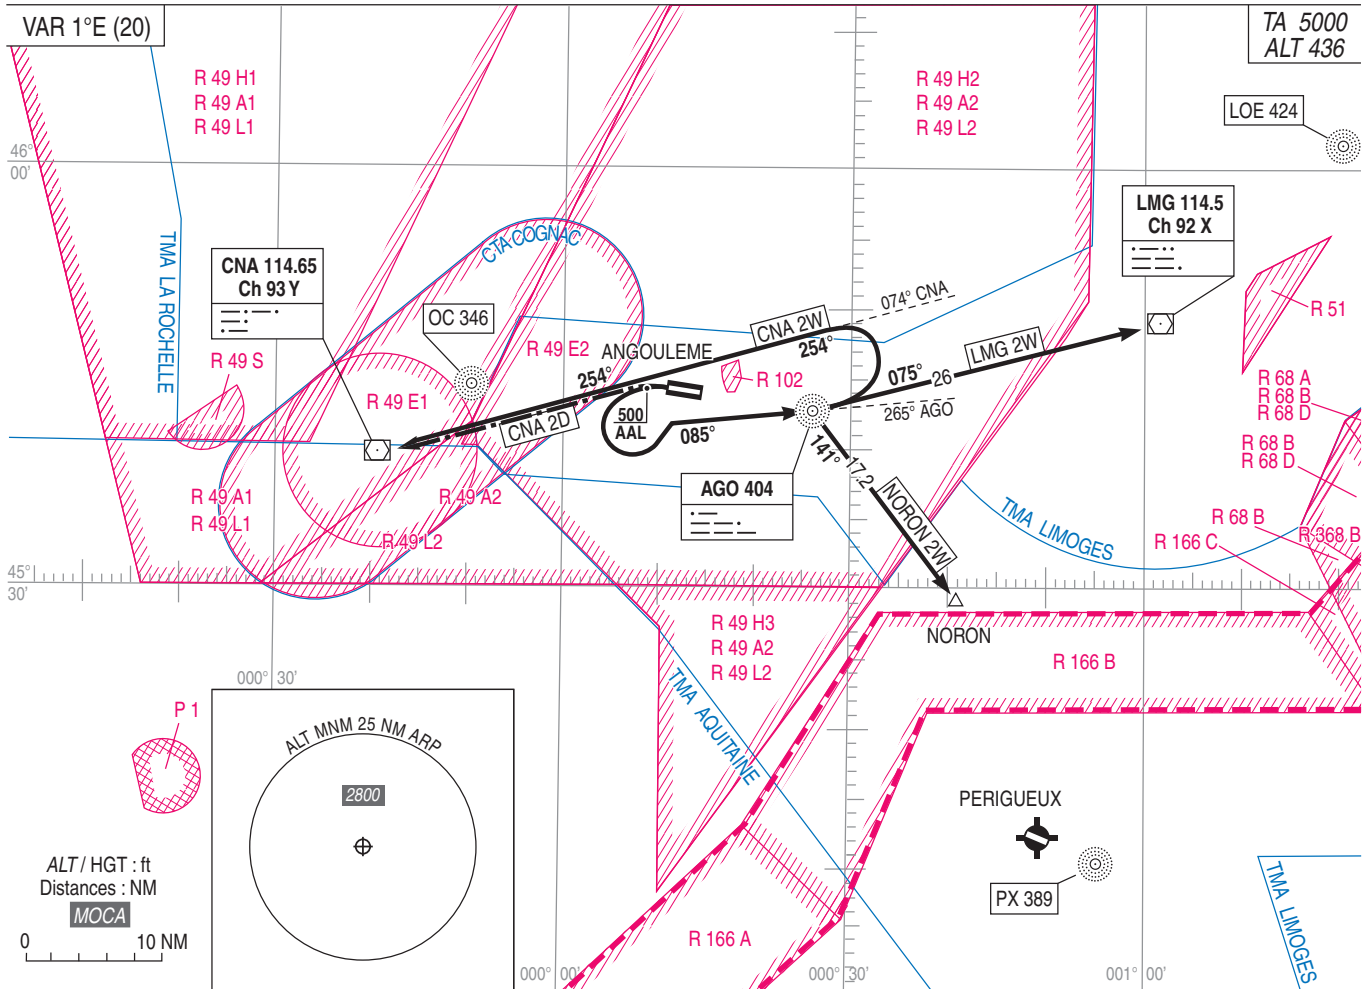 VAR 1°E (20)
TA 5000
ALT 436
R 49 H1
R 49 A1
R 49 L1
R 49 H2
R 49 A2
R 49 L2
LOE 424
46°
00'
LMG 114.5
Ch 92 X
TMA LA ROCHELLE
CTA COGNAC
CNA 114.65
Ch 93 Y
OC 346
074° CNA
CNA 2W
254°
R 51
R 49 E2
ANGOULEME
LMG 2W
R 49 S
254°
R 102
075°
26
R 68 A
R 68 B
R 68 D
R 49 E1
500
AAL
265° AGO
CNA 2D
085°
141°
17.2
R 68 B
R 68 D
AGO 404
R 49 A1
R 49 L1
R 49 A2
NORON 2W
TMA LIMOGES
R 68 B
R 49 L2
R 166 C
R 368 B
45°
30'
R 49 H3
R 49 A2
R 49 L2
NORON
R 166 B
000° 30'
TMA AQUITAINE
P 1
ALT MNM 25 NM ARP
2800
PERIGUEUX
ALT / HGT : ft
Distances : NM
MOCA
PX 389
TMA LIMOGES
0 10 NM
R 166 A
000° 00'
000° 30'
001° 00'